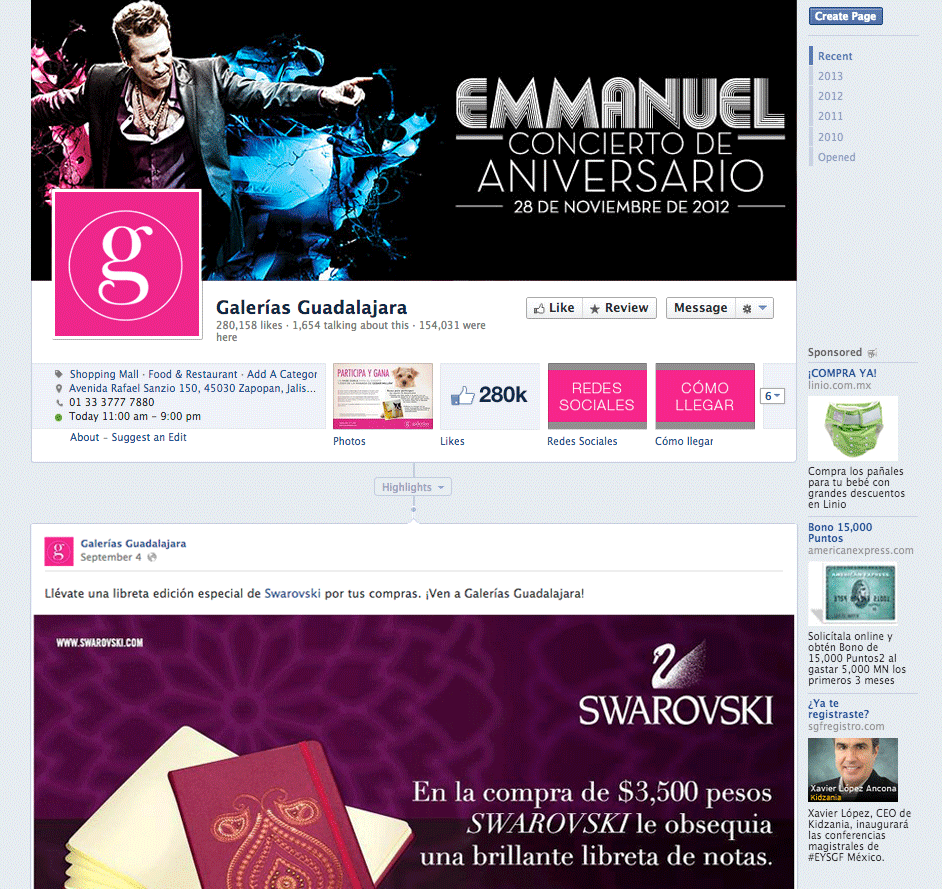 Create Page
Recent
2013
2012
2011
2010
Opened
EMMANUEL
CONCIERTO DE
ANIVERSARIO
28 DE NOVIEMBRE DE 2012
g
Galerías Guadalajara
280,158 likes · 1,654 talking about this · 154,031 were
here
Like
Review
Message
Shopping Mall · Food & Restaurant · Add A Categor
Avenida Rafael Sanzio 150, 45030 Zapopan, Jalis...
01 33 3777 7880
Today 11:00 am – 9:00 pm
About – Suggest an Edit
PARTICIPA Y GANA
Photos
280k
Likes
REDES
SOCIALES
Redes Sociales
CÓMO
LLEGAR
Cómo llegar
6
Highlights
g
Galerías Guadalajara
September 4
Llévate una libreta edición especial de Swarovski por tus compras. ¡Ven a Galerías Guadalajara!
WWW.SWAROVSKI.COM
SWAROVSKI
En la compra de $3,500 pesos
SWAROVSKI le obsequia
una brillante libreta de notas.
Sponsored
¡COMPRA YA!
linio.com.mx
Compra los pañales
para tu bebé con
grandes descuentos
en Linio
Bono 15,000
Puntos
americanexpress.com
AMERICAN EXPRESS
Solicítala online y
obtén Bono de
15,000 Puntos2 al
gastar 5,000 MN los
primeros 3 meses
¿Ya te
registraste?
sgfregistro.com
Xavier López Ancona
Kidzania
Xavier López, CEO de
Kidzania, inaugurará
las conferencias
magistrales de
#EYSGF México.